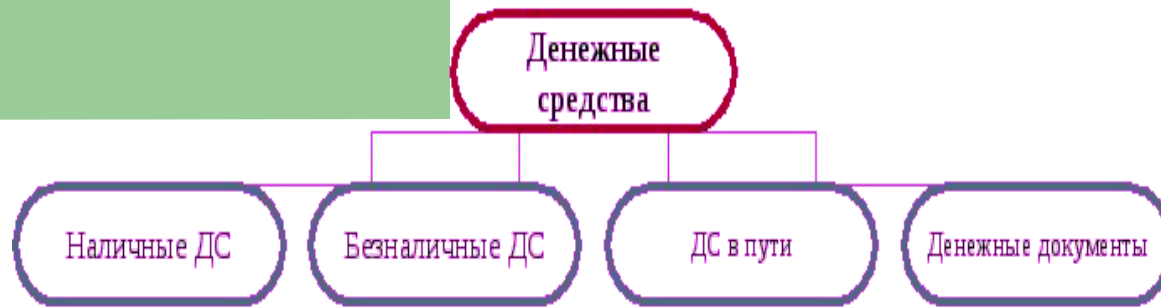 Денежные
средства
Наличные ДС
Безналичные ДС
ДС в пути
Денежные документы